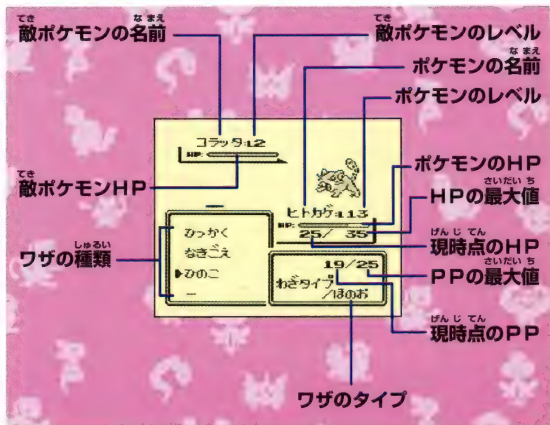 敵ポケモンの名前
敵ポケモンのレベル
ポケモンの名前
ポケモンのレベル
コラッタ:L2
HP:
敵ポケモンHP
ポケモンのHP
ヒトカゲ:L13
HP:
25/ 35
HPの最大値
現時点のHP
ワザの種類
ひっかく
なきごえ
▶ひのこ
ー
19/25
わざタイプ
/ほのお
PPの最大値
現時点のPP
ワザのタイプ